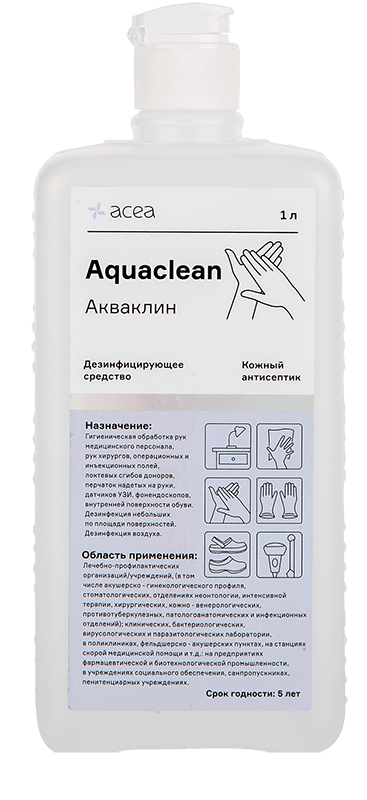 acea
1 л
Aquaclean
Акваклин
Дезинфицирующее
средство
Кожный
антисептик
Назначение:
Гигиеническая обработка рук
медицинского персонала,
рук хирургов, операционных и
инъекционных полей,
локтевых сгибов доноров,
перчаток надетых на руки,
датчиков УЗИ, фонендоскопов,
внутренней поверхности обуви.
Дезинфекция небольших
по площади поверхностей.
Дезинфекция воздуха.
Область применения:
Лечебно-профилактических
организаций/учреждений, (в том
числе акушерско - гинекологического профиля,
стоматологических, отделениях неонтологии, интенсивной
терапии, хирургических, кожно - венерологических,
противотуберкулезных, патологоанатомических и инфекционных
отделений); клинических, бактериологических,
вирусологических и паразитологических лаборатории,
в поликлиниках, фельдшерско - акушерских пунктах, на станциях
скорой медицинской помощи и т.д.: на предприятиях
фармацевтической и биотехнологической промышленности,
в учреждениях социального обеспечения, санпропускниках,
пенитенциарных учреждениях.
Срок годности: 5 лет